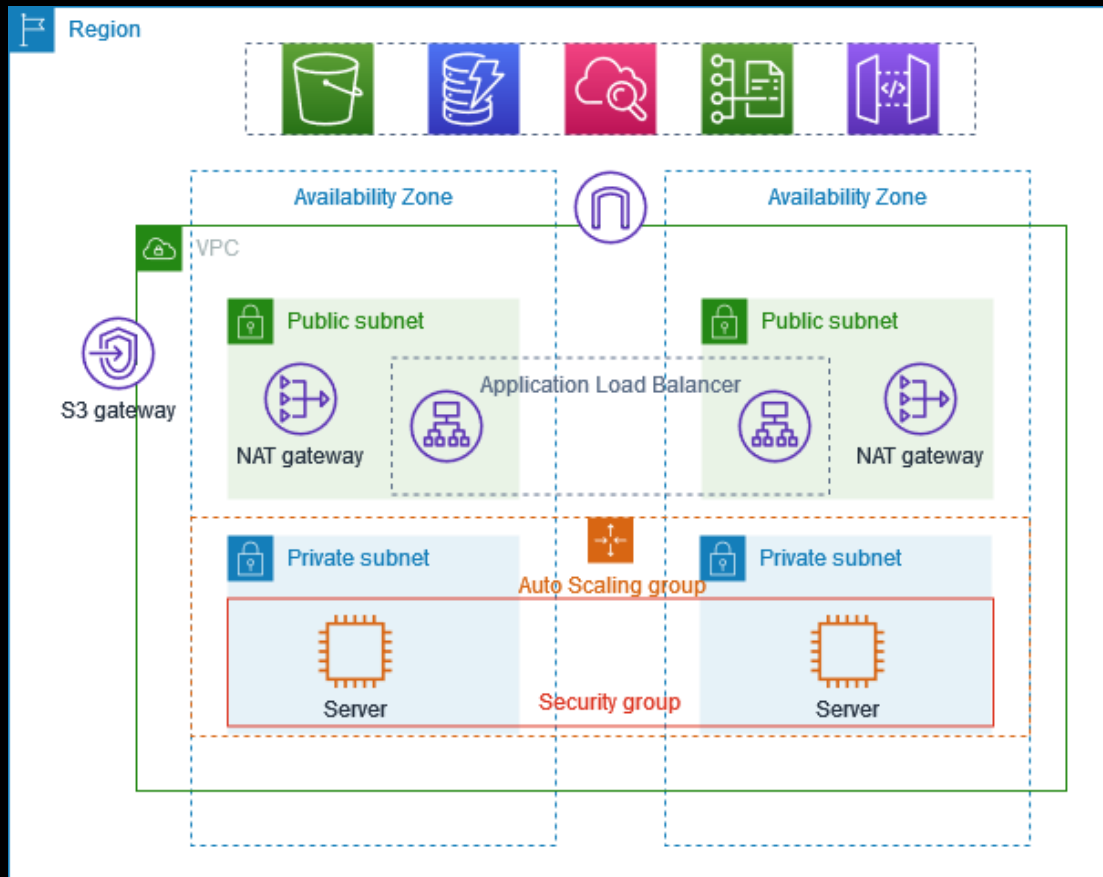 Region
Availability Zone
Availability Zone
VPC
Public subnet
Public subnet
Application Load Balancer
S3 gateway
NAT gateway
NAT gateway
Private subnet
Private subnet
Auto Scaling group
Security group
Server
Server